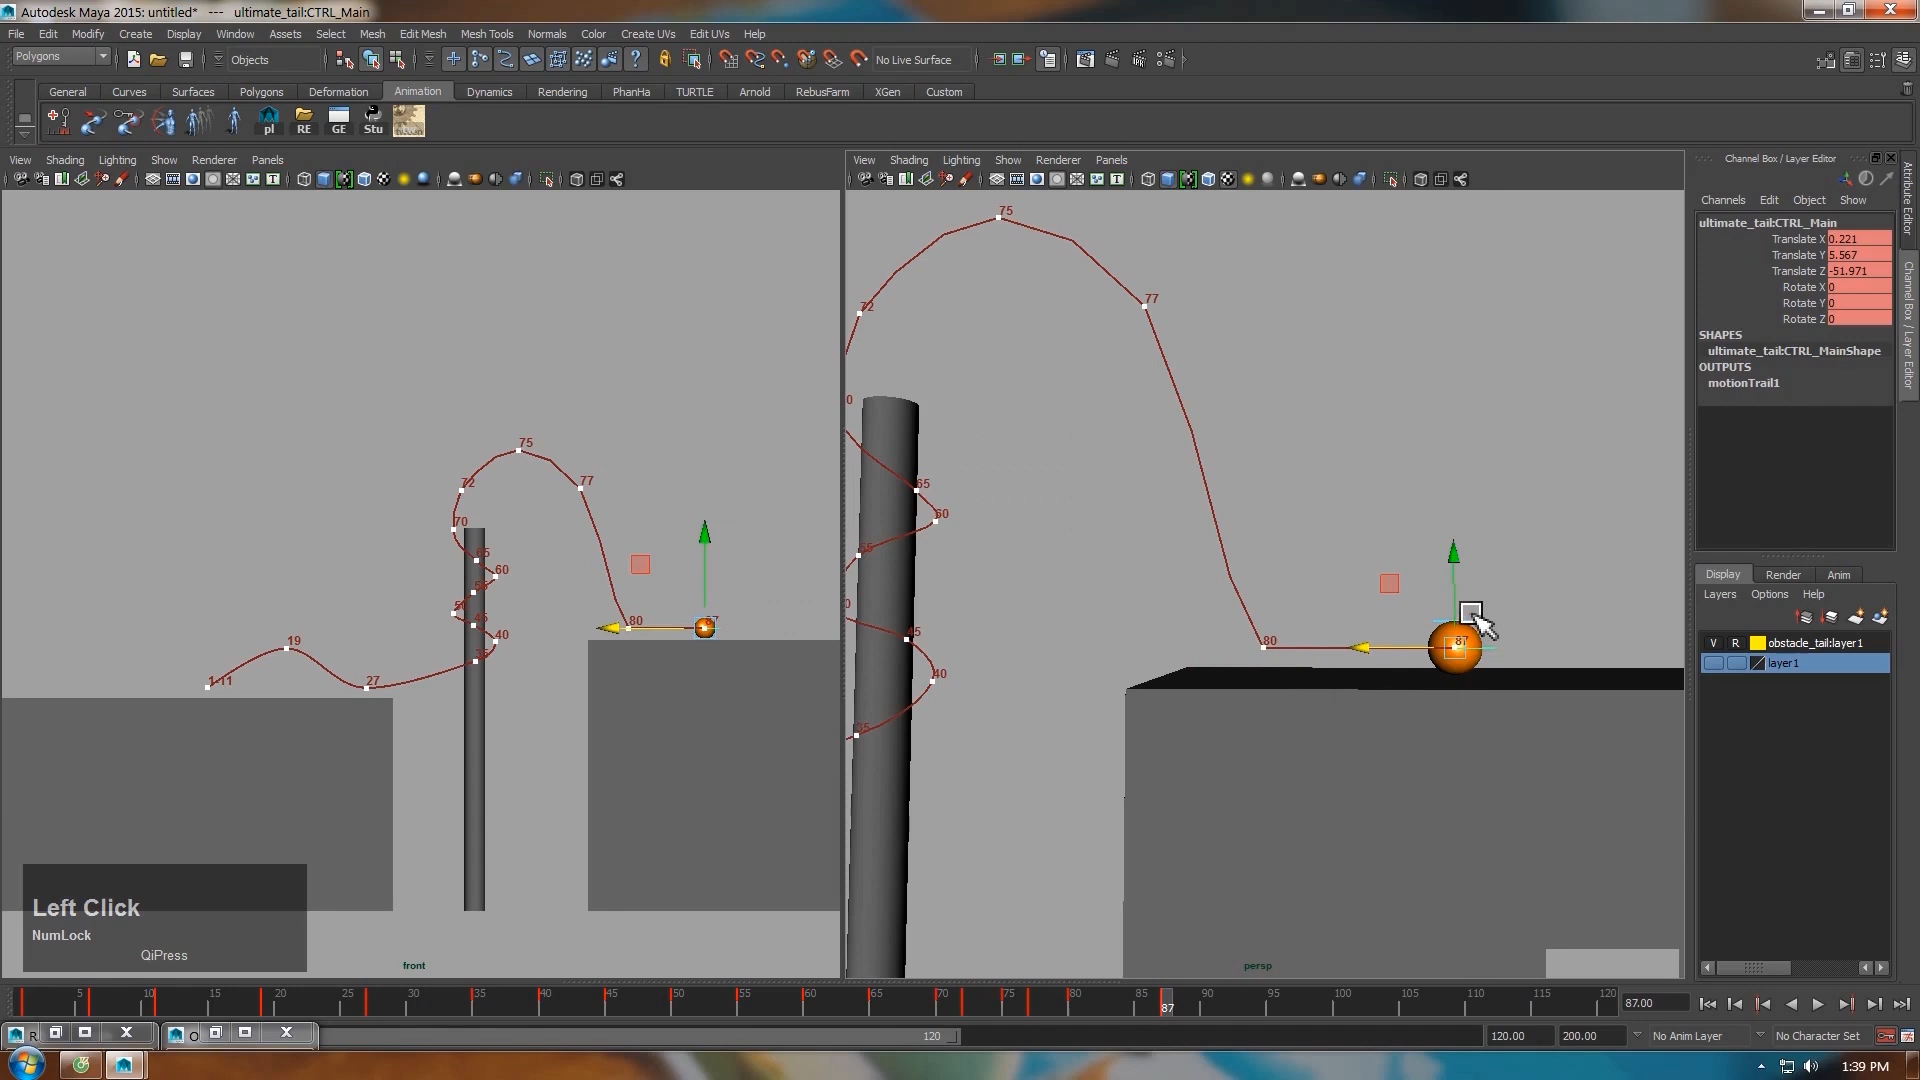 Autodesk Maya 2015: untitled* --- ultimate_tail:CTRL_Main
File Edit Modify Create Display Window Assets Select Mesh Edit Mesh Mesh Tools Normals Color Create UVs Edit UVs Help
Polygons Objects No Live Surface
General Curves Surfaces Polygons Deformation Animation Dynamics Rendering PhanHa TURTLE Arnold RebusFarm XGen Custom
pl RE GE Stu
View Shading Lighting Show Renderer Panels
View Shading Lighting Show Renderer Panels
Channel Box / Layer Editor
Channels Edit Object Show
ultimate_tail:CTRL_Main
Translate X 0.221
Translate Y 5.567
Translate Z -51.971
Rotate X 0
Rotate Y 0
Rotate Z 0
SHAPES
ultimate_tail:CTRL_MainShape
OUTPUTS
motionTrail1
Attribute Editor
Channel Box / Layer Editor
Display Render Anim
Layers Options Help
V R obstacle_tail:layer1
layer1
75
72
77
70
65
60
55
45
40
80
19
1-11
27
75
72
77
65
60
45
40
80
87
Left Click
NumLock
QiPress
front
persp
5 10 15 20 25 30 35 40 45 50 55 60 65 70 75 80 85 87 90 95 100 105 110 115 120
87.00
R O 120 120.00 200.00 No Anim Layer No Character Set
1:39 PM